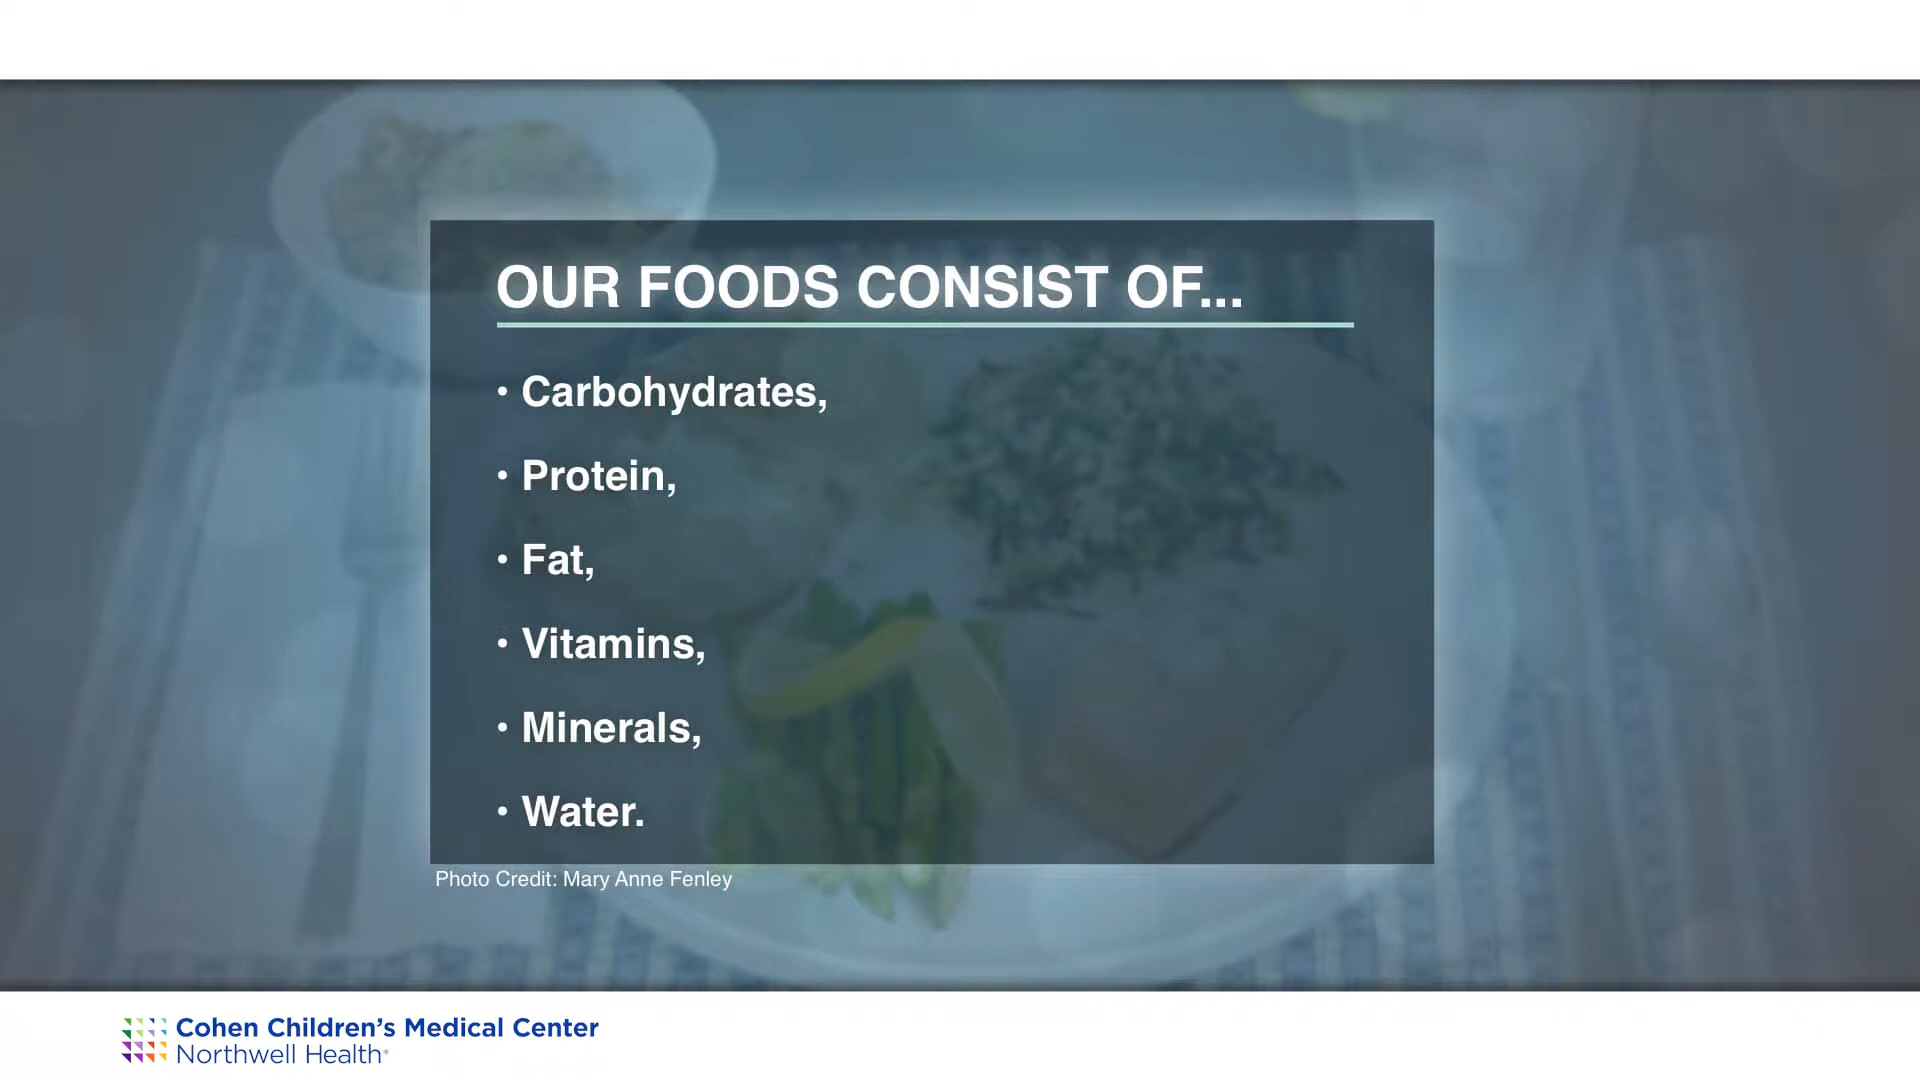 OUR FOODS CONSIST OF...
• Carbohydrates,
• Protein,
• Fat,
• Vitamins,
• Minerals,
• Water.
Photo Credit: Mary Anne Fenley
Cohen Children's Medical Center
Northwell Health®